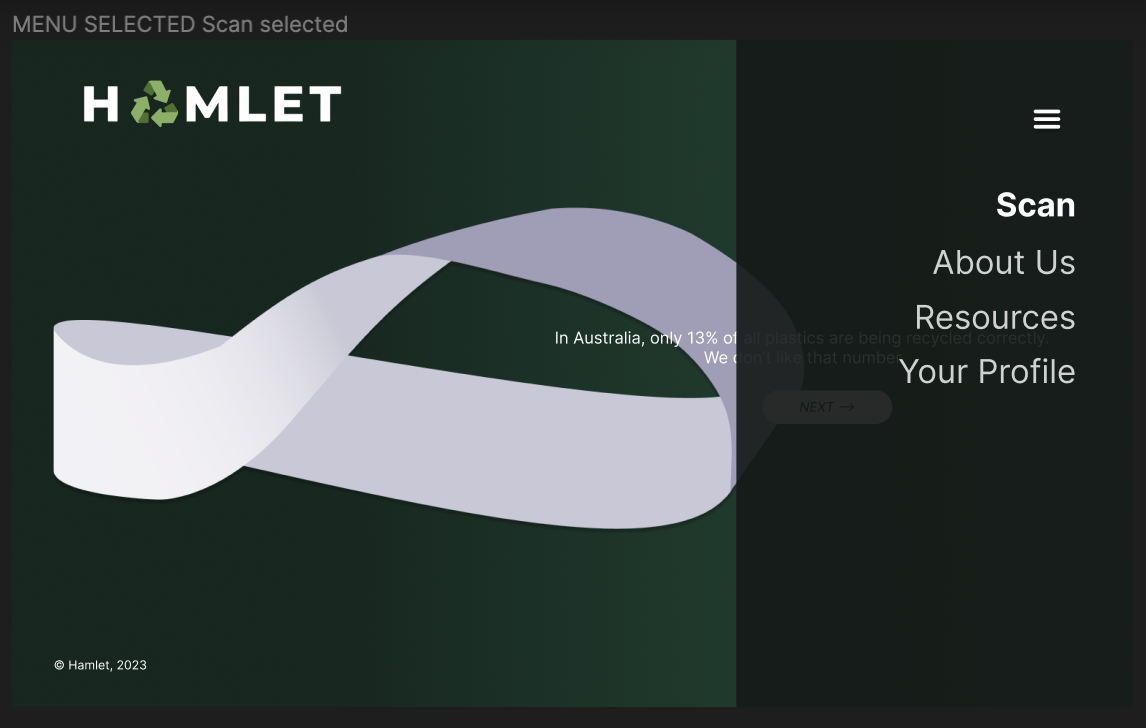 MENU SELECTED Scan selected
HAMLET
Scan
About Us
Resources
In Australia, only 13% of all plastics are being recycled correctly.
We don't like that number.
Your Profile
NEXT →
© Hamlet, 2023